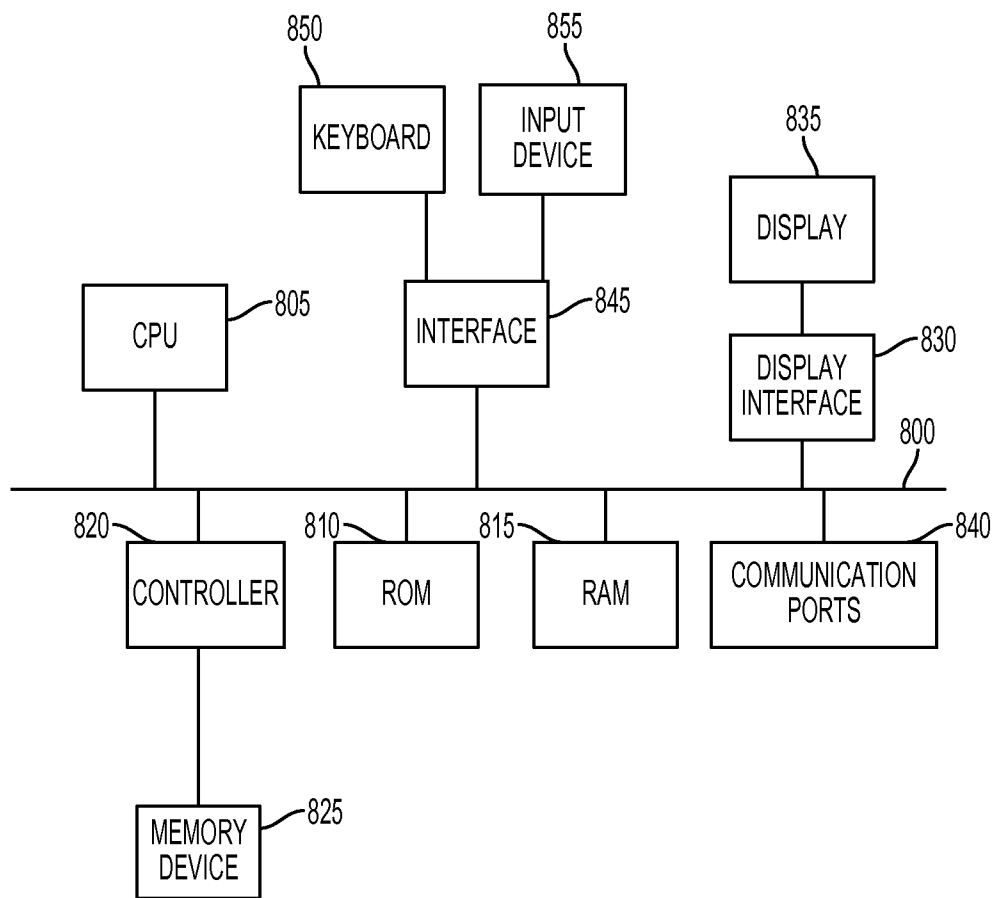 850
855
KEYBOARD
INPUT
DEVICE
835
DISPLAY
CPU
805
INTERFACE
845
DISPLAY
INTERFACE
830
800
820
810
815
840
CONTROLLER
ROM
RAM
COMMUNICATION
PORTS
MEMORY
DEVICE
825